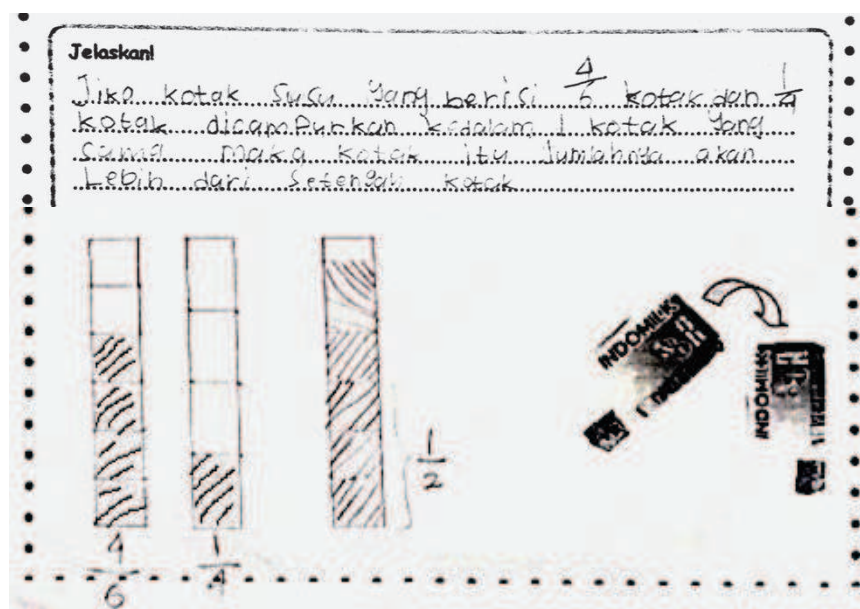 Jelaskan!
Jika kotak susu yang berisi 4/6 kotak dan 1/4
kotak dicampurkan kedalam 1 kotak yang
sama maka kotak itu jumlahnya akan
Lebih dari setengah kotak
1/2
4/6 1/4
INDOMILK
INDOMILK